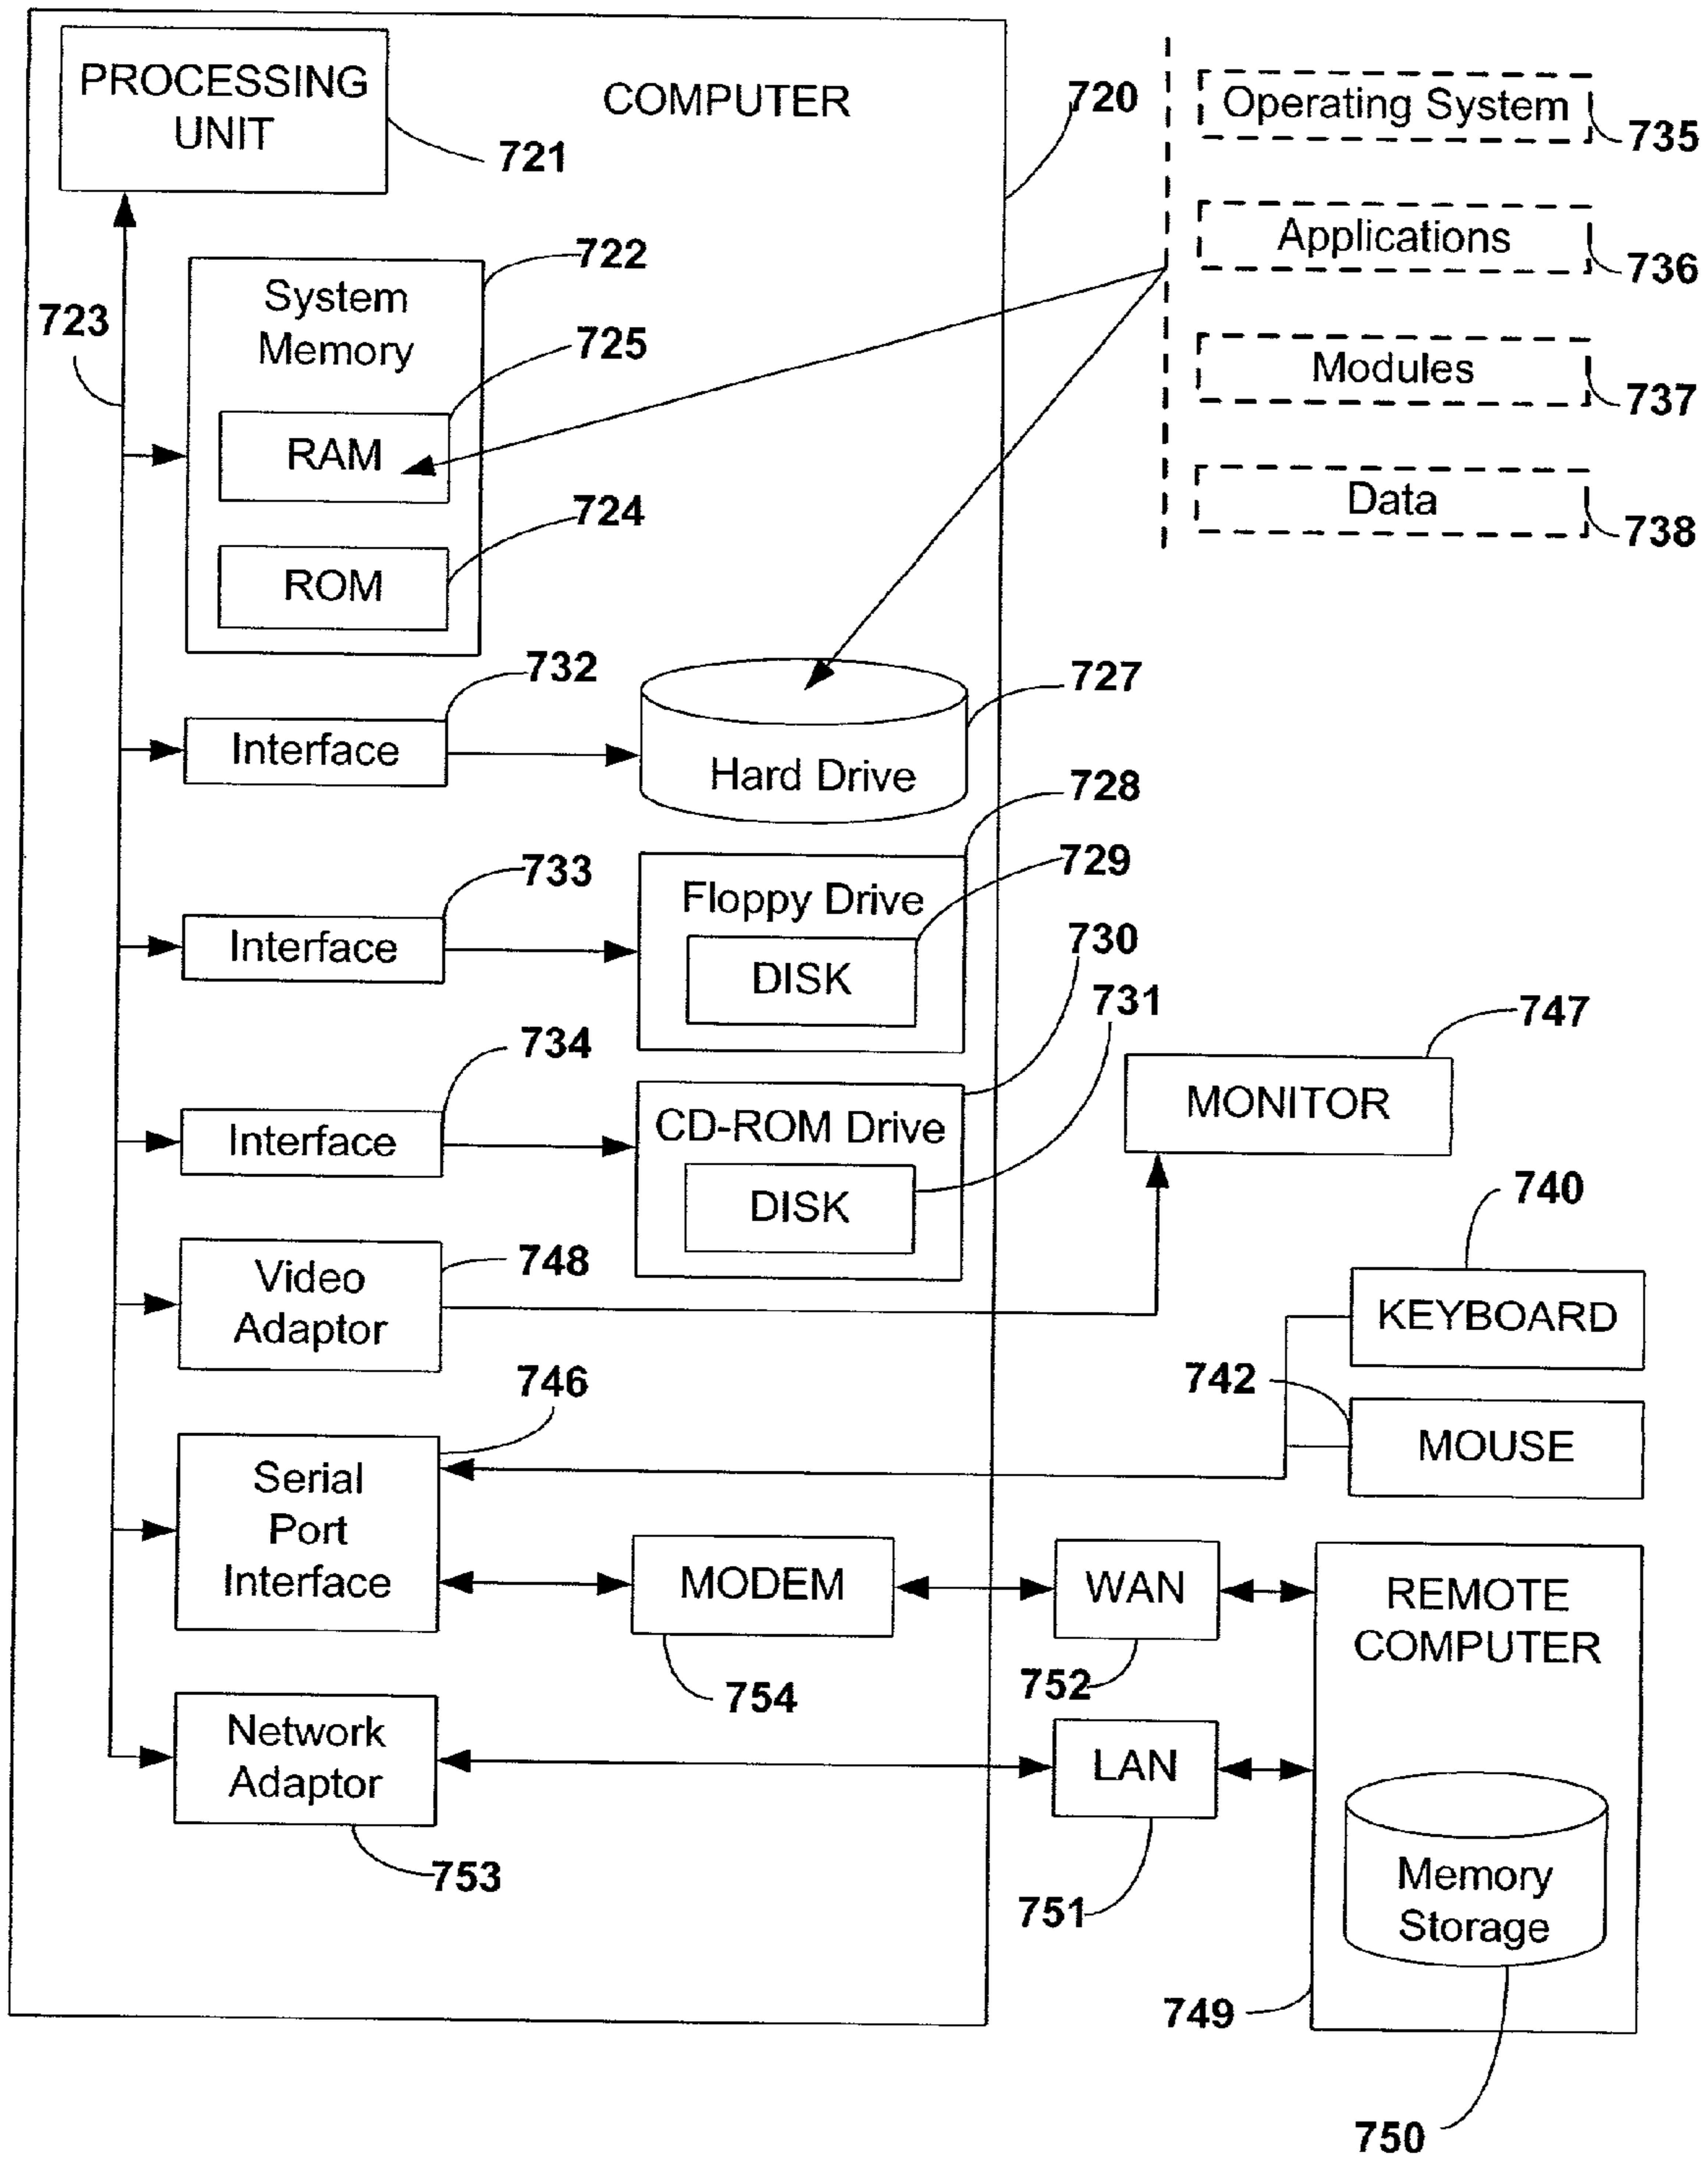 PROCESSING
UNIT
721
COMPUTER
720
Operating System
735
Applications
736
Modules
737
Data
738
723
722
System
Memory
725
RAM
724
ROM
732
Interface
727
Hard Drive
733
Interface
728
Floppy Drive
729
DISK
734
Interface
730
CD-ROM Drive
731
DISK
747
MONITOR
748
Video
Adaptor
740
KEYBOARD
742
MOUSE
746
Serial
Port
Interface
MODEM
754
WAN
752
REMOTE
COMPUTER
Network
Adaptor
753
LAN
751
Memory
Storage
749
750